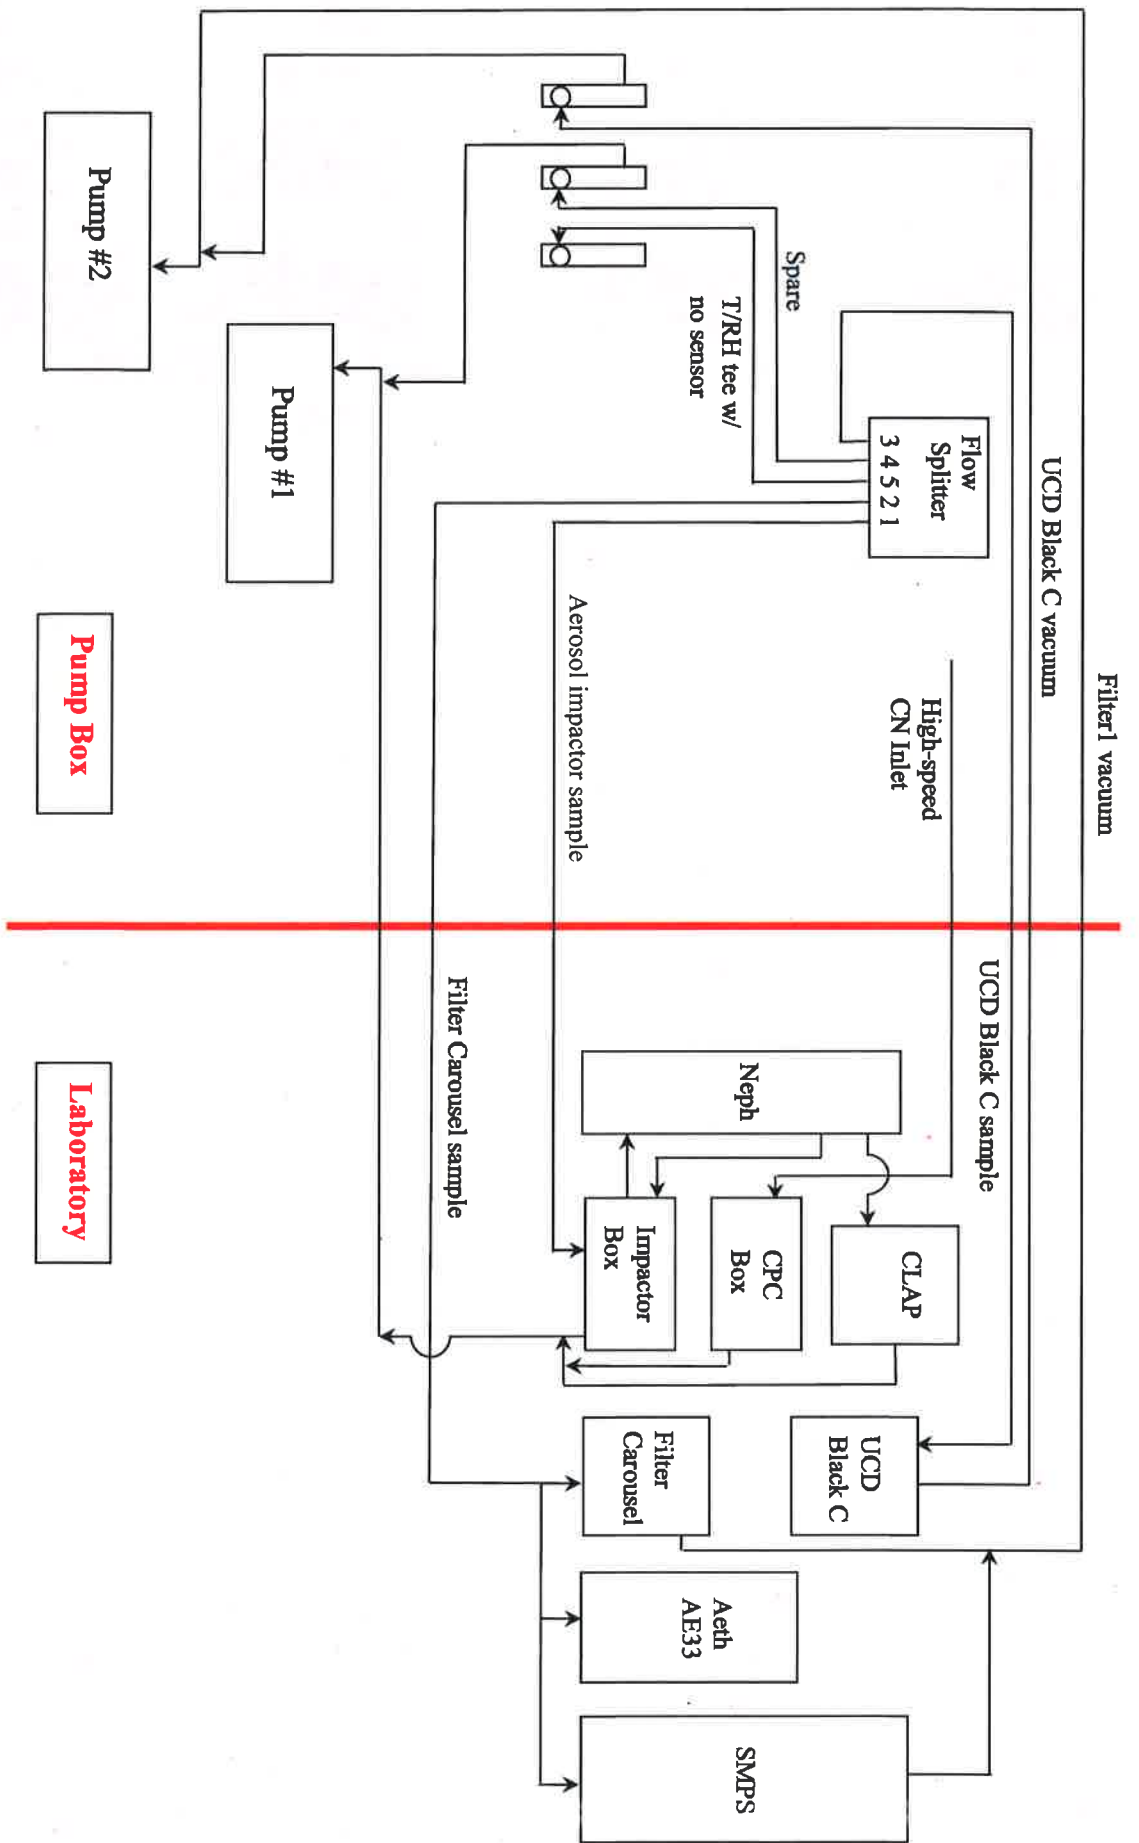 Filter1 vacuum
UCD Black C vacuum
UCD Black C sample
Flow
Splitter
3 4 5 2 1
High-speed
CN Inlet
Spare
T/RH tee w/
no sensor
Aerosol impactor sample
Filter Carousel sample
Neph
CLAP
CPC
Box
Impactor
Box
UCD
Black C
Filter
Carousel
Aeth
AE33
SMPS
Pump #1
Pump #2
Pump Box
Laboratory